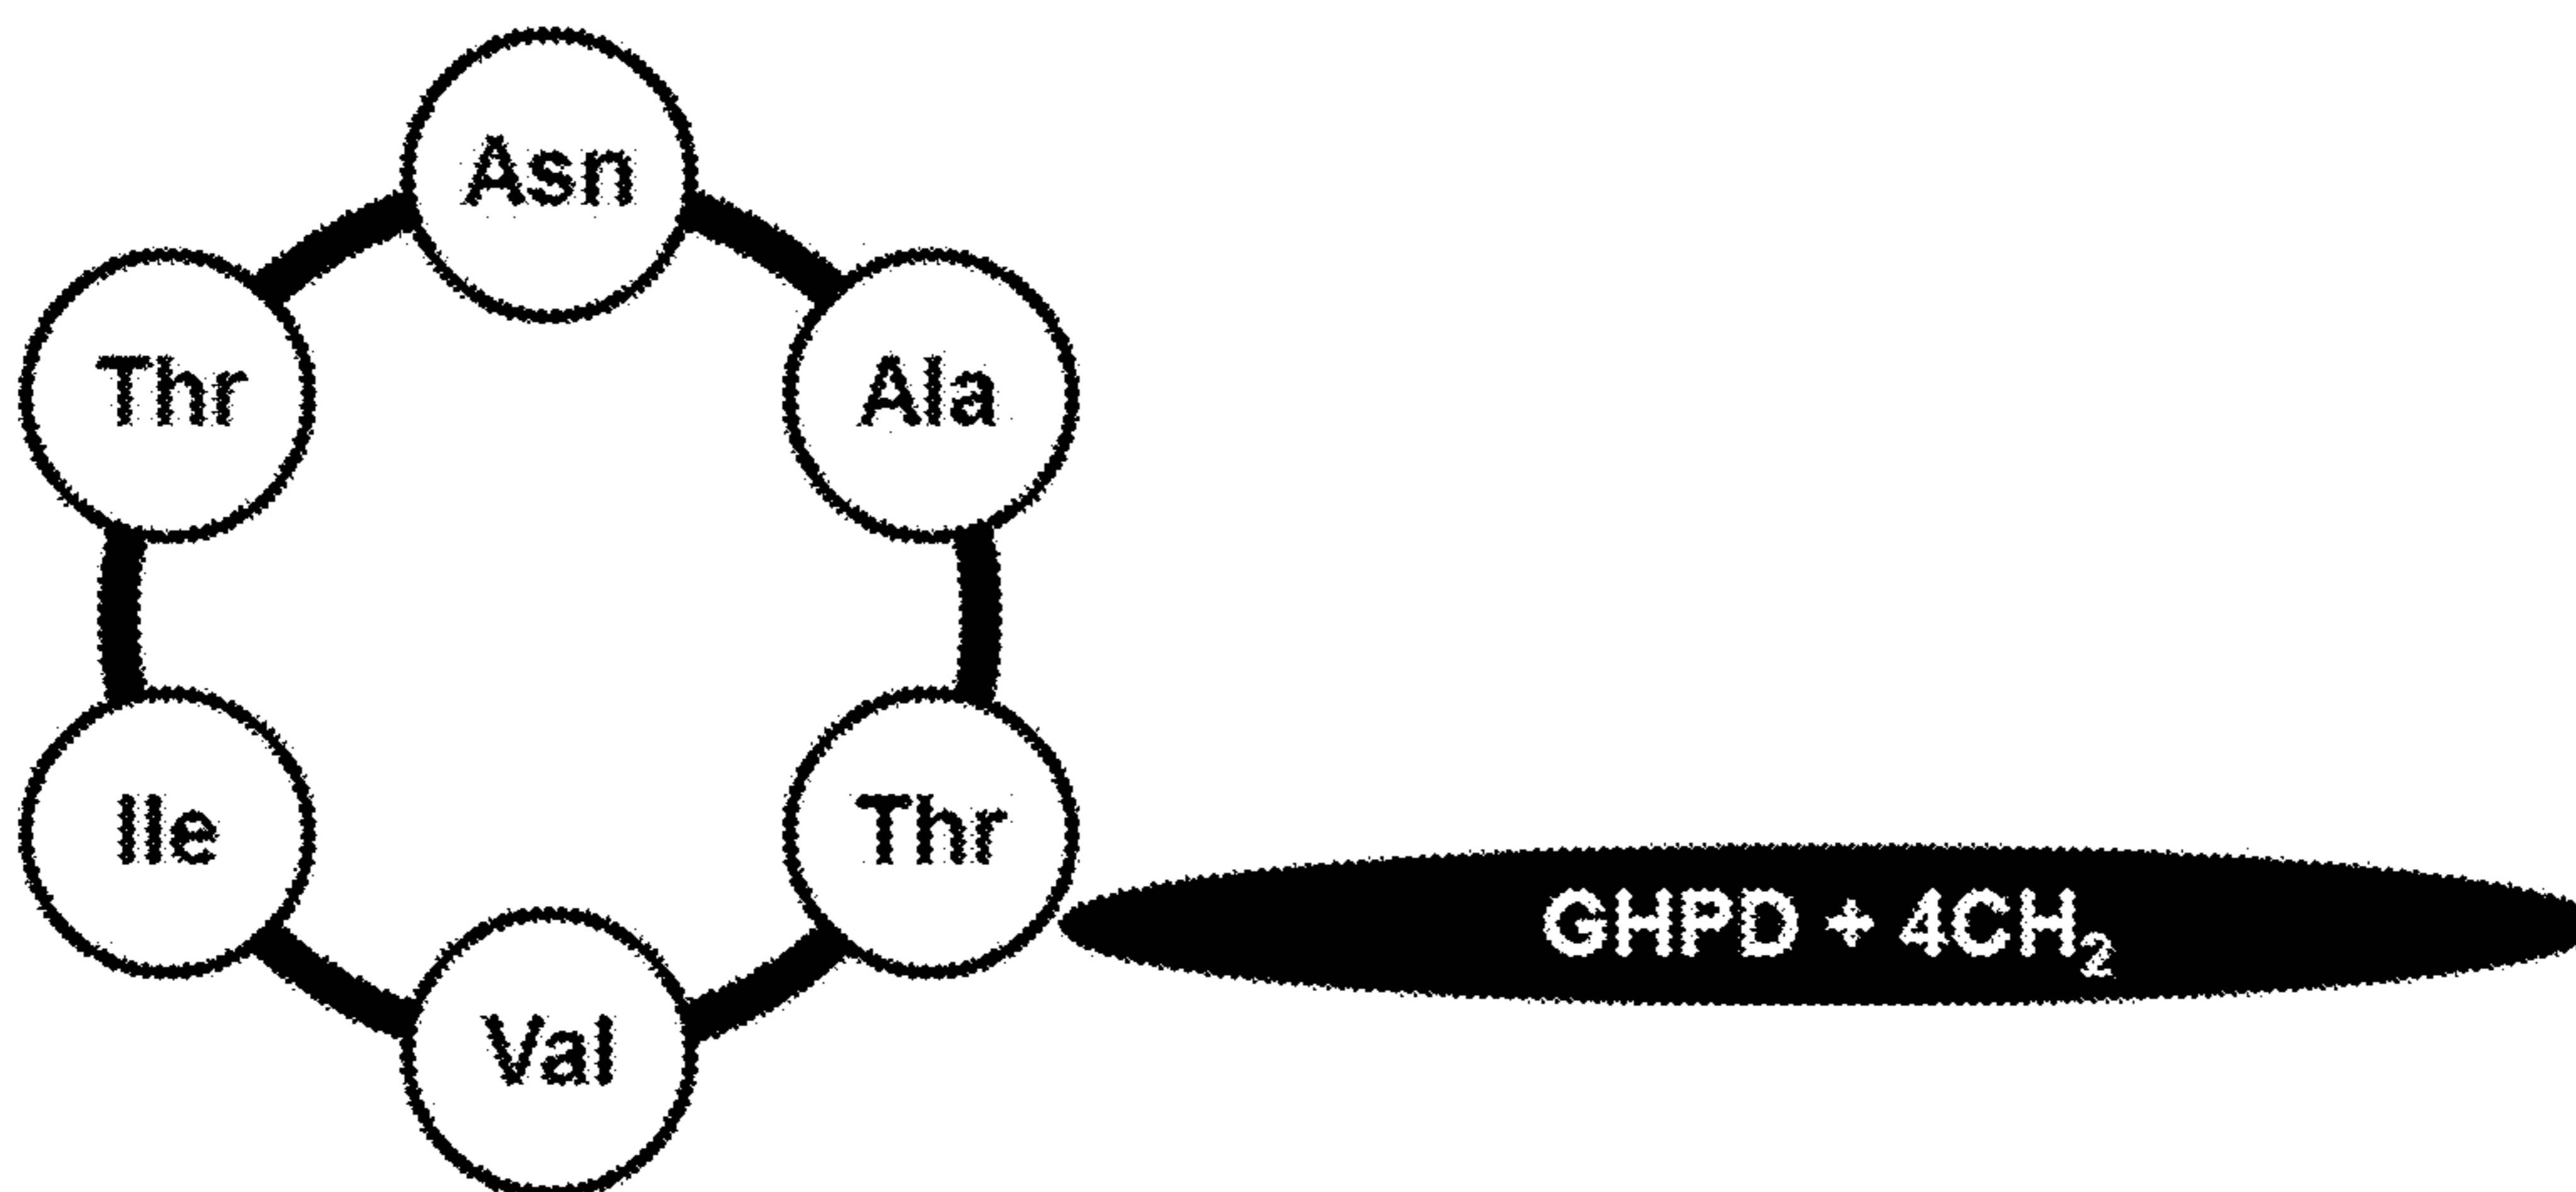 Asn
Thr
Ala
Ile
Thr
GHPD + 4CH₂
Val